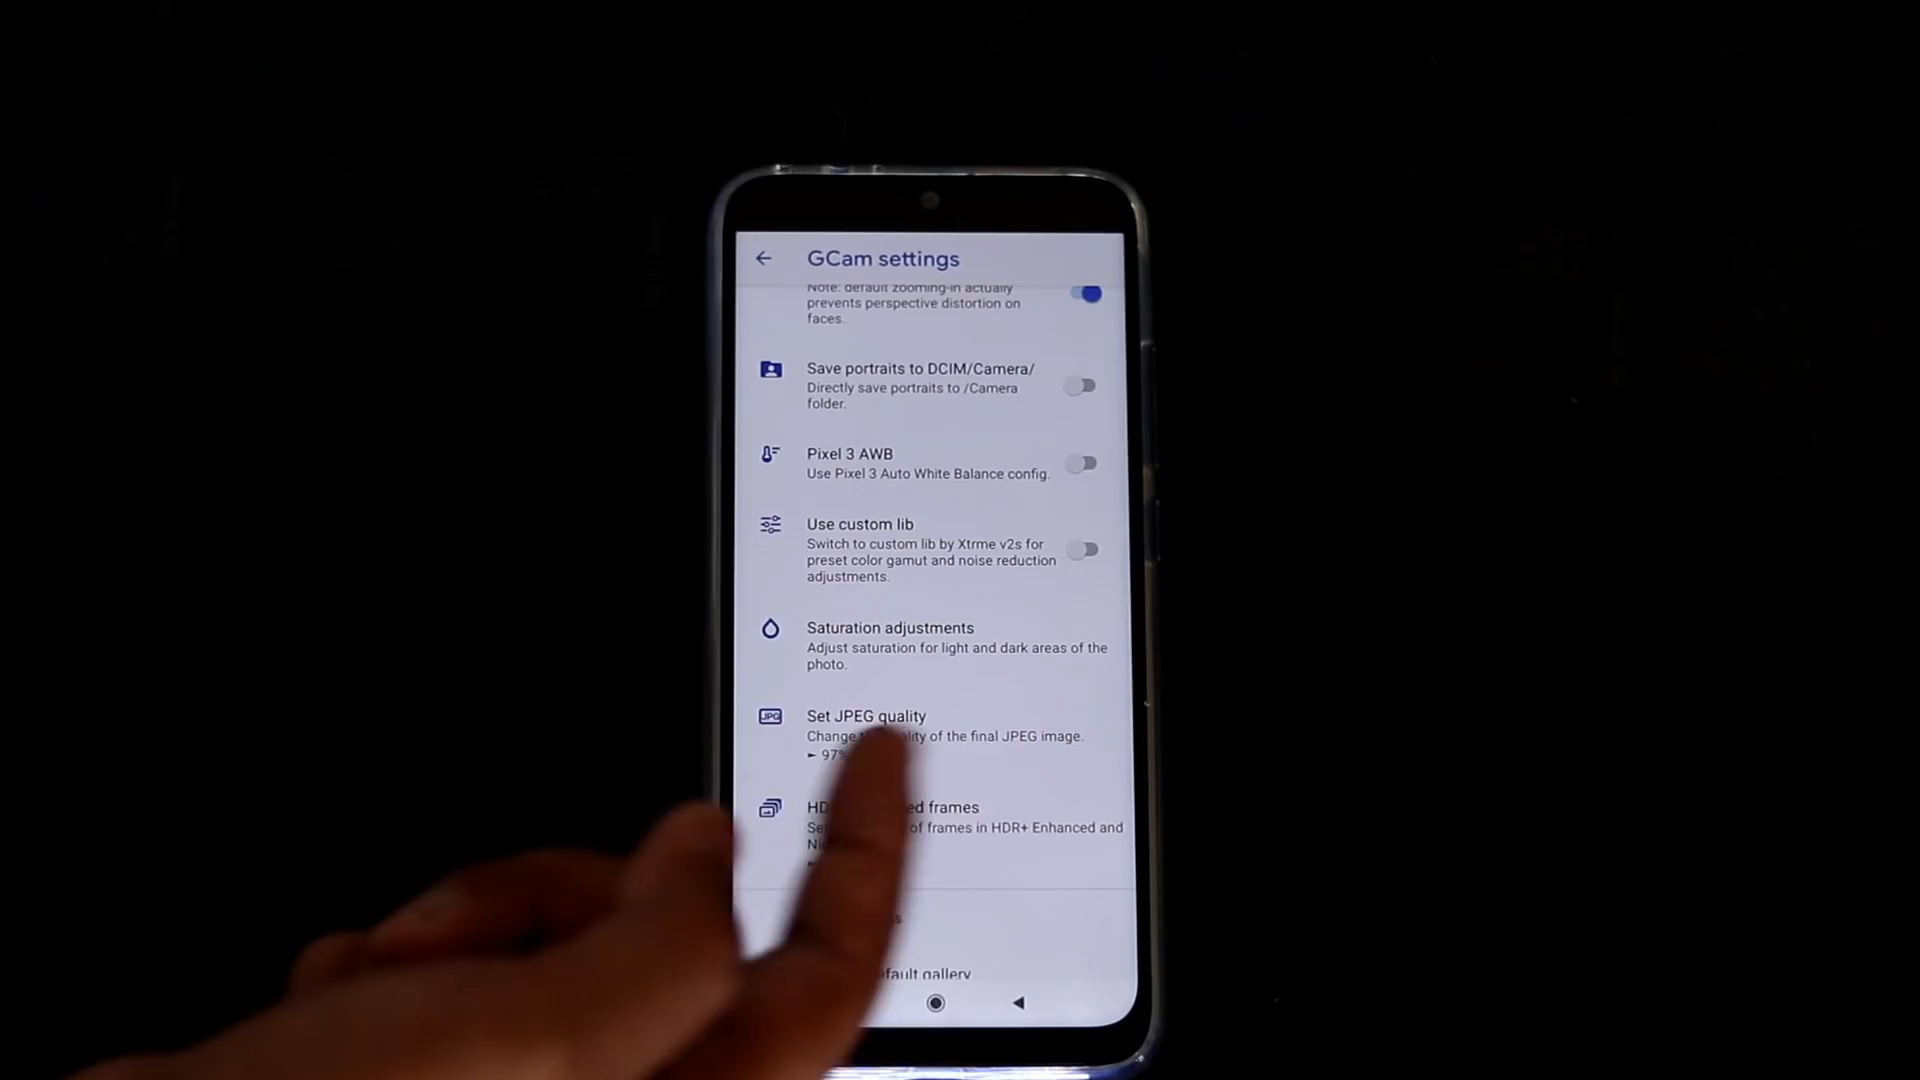 GCam settings
Note: default zooming-in actually
prevents perspective distortion on
faces.
Save portraits to DCIM/Camera/
Directly save portraits to /Camera
folder.
Pixel 3 AWB
Use Pixel 3 Auto White Balance config.
Use custom lib
Switch to custom lib by Xtrme v2s for
preset color gamut and noise reduction
adjustments.
Saturation adjustments
Adjust saturation for light and dark areas of the
photo.
JPG
Set JPEG quality
Change of the final JPEG image.
97%
frames
of frames in HDR+ Enhanced and
gallery